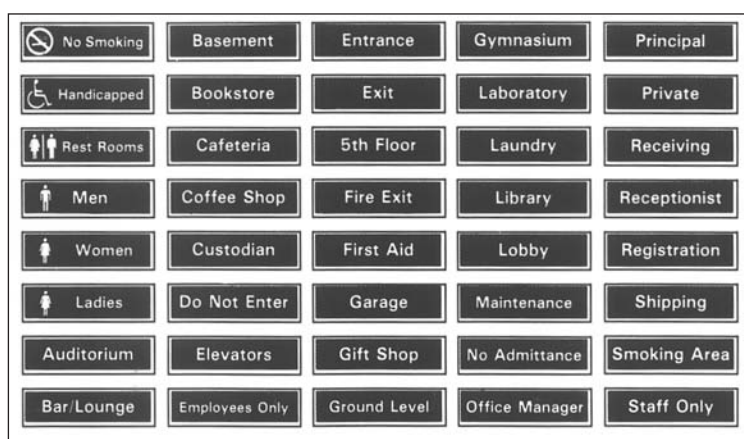 No Smoking
Basement
Entrance
Gymnasium
Principal
Handicapped
Bookstore
Exit
Laboratory
Private
Rest Rooms
Cafeteria
5th Floor
Laundry
Receiving
Men
Coffee Shop
Fire Exit
Library
Receptionist
Women
Custodian
First Aid
Lobby
Registration
Ladies
Do Not Enter
Garage
Maintenance
Shipping
Auditorium
Elevators
Gift Shop
No Admittance
Smoking Area
Bar/Lounge
Employees Only
Ground Level
Office Manager
Staff Only